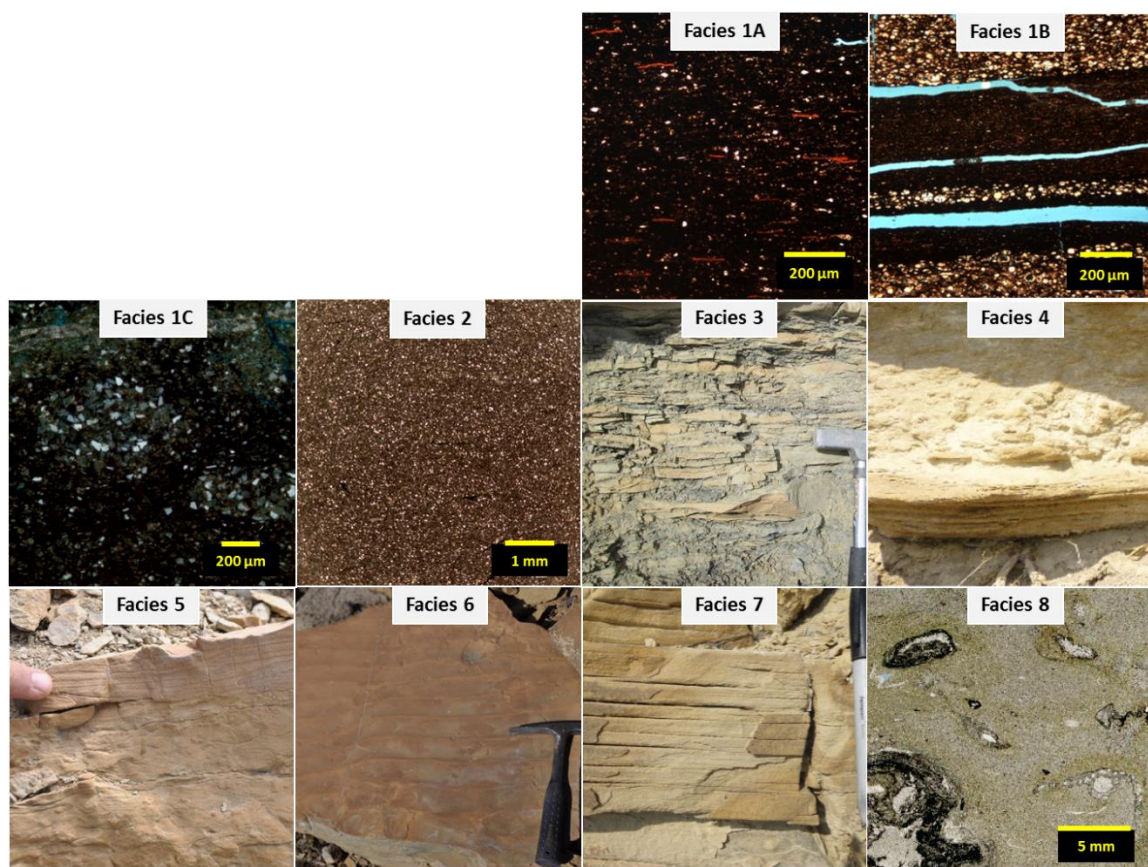 Facies 1A
Facies 1B
200 µm
200 µm
Facies 1C
Facies 2
Facies 3
Facies 4
200 µm
1 mm
Facies 5
Facies 6
Facies 7
Facies 8
5 mm